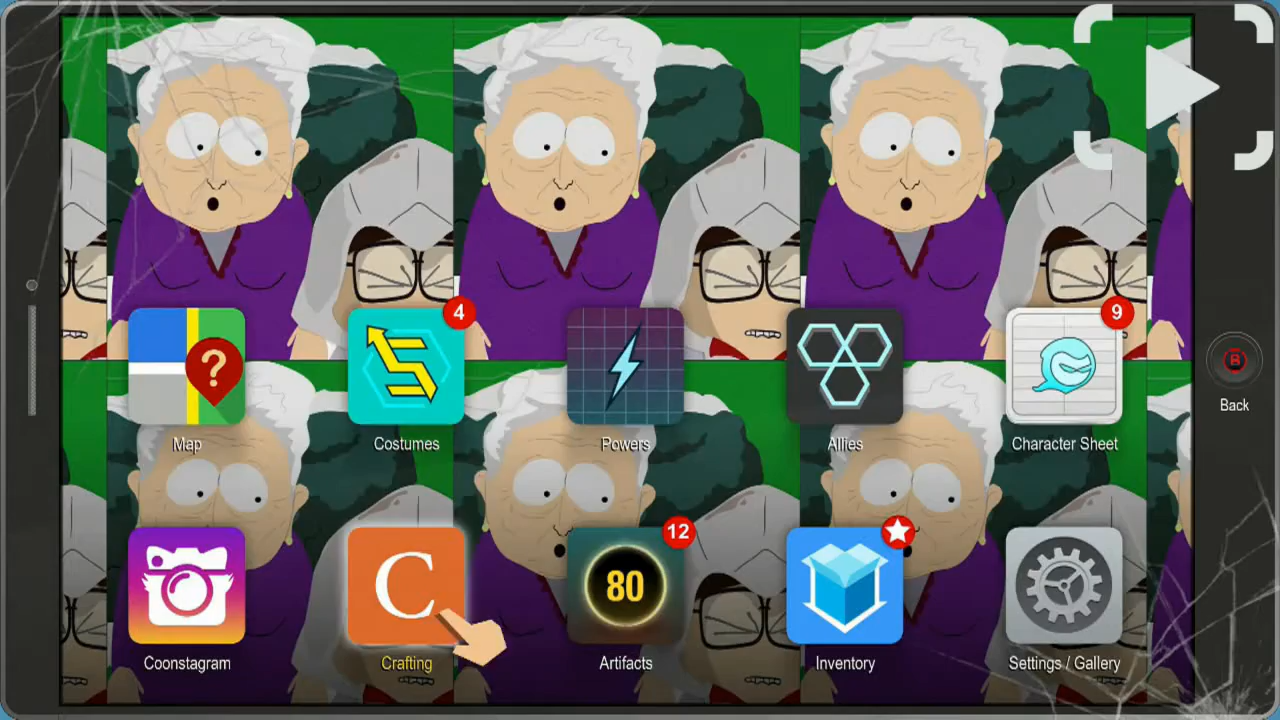 4
9
?
B
Back
Map
Costumes
Powers
Allies
Character Sheet
12
C
80
Coonstagram
Crafting
Artifacts
Inventory
Settings / Gallery